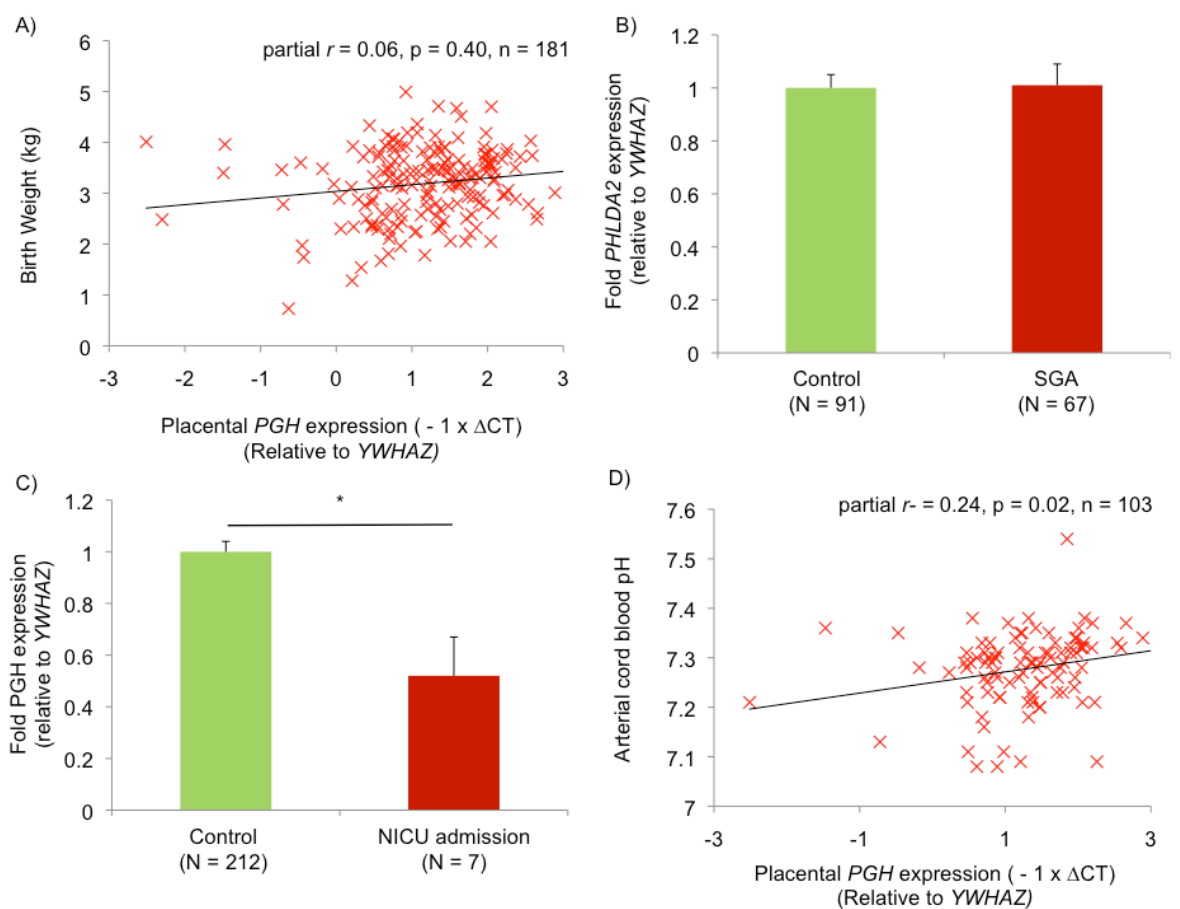 A)
partial r = 0.06, p = 0.40, n = 181
6
5
4
3
2
1
0
Birth Weight (kg)
-3 -2 -1 0 1 2 3
Placental PGH expression ( - 1 x ΔCT)
(Relative to YWHAZ)
B)
1.2
1
0.8
0.6
0.4
0.2
0
Fold PHLDA2 expression
(relative to YWHAZ)
Control
(N = 91)
SGA
(N = 67)
C)
1.2
1
0.8
0.6
0.4
0.2
0
Fold PGH expression
(relative to YWHAZ)
*
Control
(N = 212)
NICU admission
(N = 7)
D)
partial r- = 0.24, p = 0.02, n = 103
7.6
7.5
7.4
7.3
7.2
7.1
7
Arterial cord blood pH
-3 -1 1 3
Placental PGH expression ( - 1 x ΔCT)
(Relative to YWHAZ)